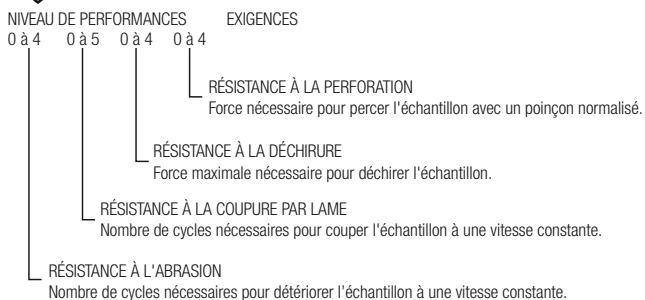 NIVEAU DE PERFORMANCES EXIGENCES
0 à 4 0 à 5 0 à 4 0 à 4
RÉSISTANCE À LA PERFORATION
Force nécessaire pour percer l'échantillon avec un poinçon normalisé.
RÉSISTANCE À LA DÉCHIRURE
Force maximale nécessaire pour déchirer l'échantillon.
RÉSISTANCE À LA COUPURE PAR LAME
Nombre de cycles nécessaires pour couper l'échantillon à une vitesse constante.
RÉSISTANCE À L'ABRASION
Nombre de cycles nécessaires pour détériorer l'échantillon à une vitesse constante.